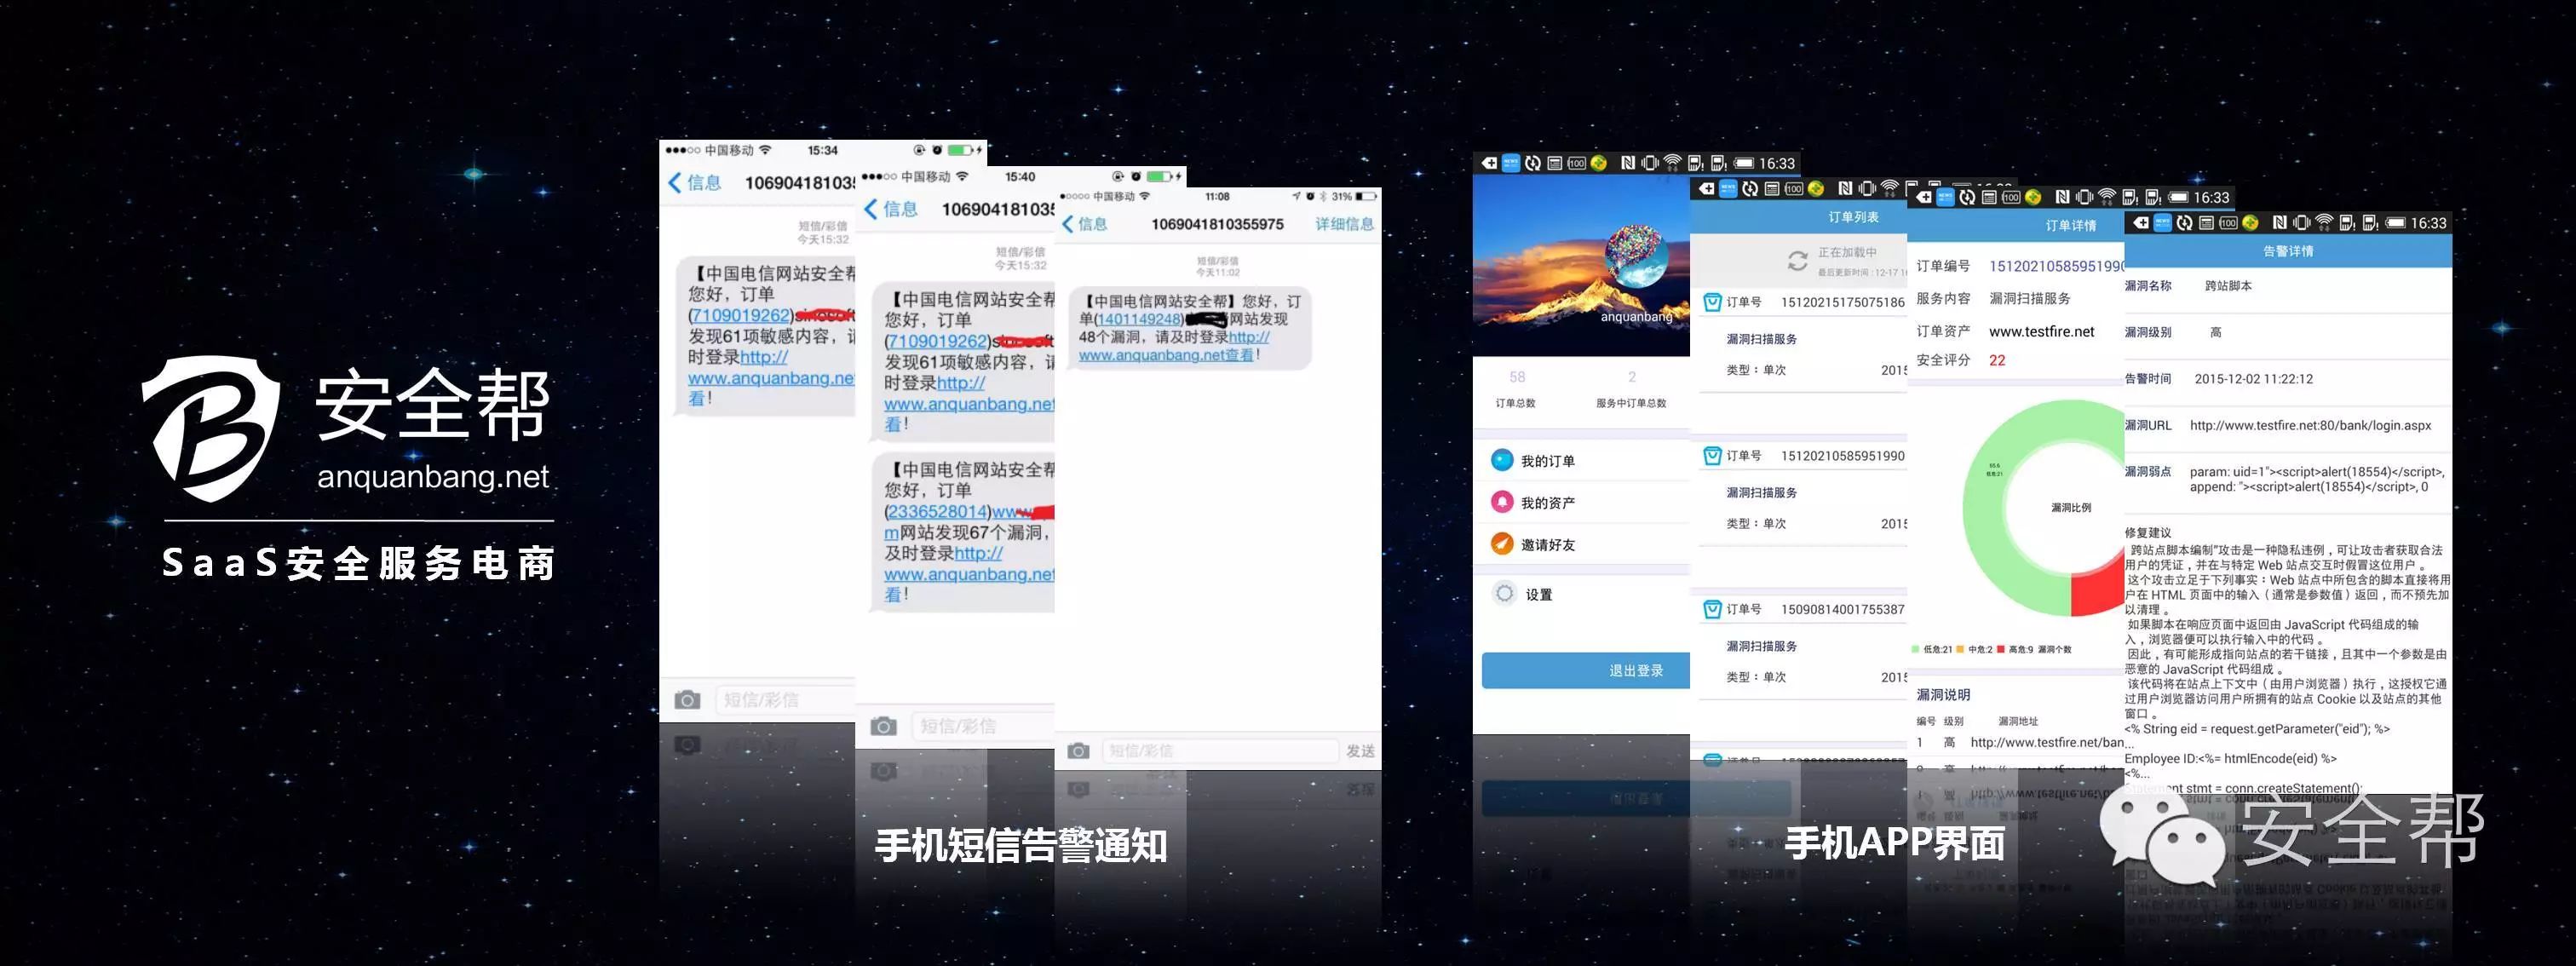 安全帮
anquanbang.net
SaaS安全服务电商
中国移动
15:34
信息
1069041810355
短信/彩信
今天15:32
【中国电信网站安全帮
您好，订单
(7109019262)
发现61项敏感内容，请
时登录http://
www.anquanbang.net
看！
短信/彩信
中国移动
15:40
信息
1069041810355
短信/彩信
今天15:32
【中国电信网站安全帮
您好，订单
(7109019262)
发现61项敏感内容，请
时登录http://
www.anquanbang.net
看！
【中国电信网站安全帮
您好，订单
(2336528014)www
m网站发现67个漏洞，
及时登录http://
www.anquanbang.net
看！
短信/彩信
中国移动
11:08
31%
信息
1069041810355975
详细信息
短信/彩信
今天11:02
【中国电信网站安全帮】您好，订
单(1401149248)网站发现
48个漏洞，请及时登录http://
www.anquanbang.net查看！
短信/彩信
发送
手机短信告警通知
16:33
anquanbang
58
2
订单总数
服务中订单总数
我的订单
我的资产
邀请好友
设置
退出登录
订单列表
正在加载中
最后更新时间：12-17 1
订单号 15120215175075186
漏洞扫描服务
类型：单次 2015
订单号 15120210585951990
漏洞扫描服务
类型：单次 2015
订单号 15090814001755387
漏洞扫描服务
类型：单次 2015
16:33
订单详情
订单编号 15120210585951990
服务内容 漏洞扫描服务
订单资产 www.testfire.net
安全评分 22
漏洞比例
低危:21 中危:2 高危:9 漏洞个数
漏洞说明
编号 级别 漏洞地址
1 高 http://www.testfire.net/ban
16:33
告警详情
漏洞名称 跨站脚本
漏洞级别 高
告警时间 2015-12-02 11:22:12
漏洞URL http://www.testfire.net:80/bank/login.aspx
漏洞弱点 param: uid=1"><script>alert(18554)</script>,
append: "><script>alert(18554)</script>, 0
修复建议
跨站点脚本编制"攻击是一种隐私违例，可让攻击者获取合法
用户的凭证，并在与特定 Web 站点交互时假冒这位用户 。
这个攻击立足于下列事实：Web 站点中所包含的脚本直接将用
户在 HTML 页面中的输入（通常是参数值）返回，而不预先加
以清理 。
如果脚本在响应页面中返回由 JavaScript 代码组成的输
入，浏览器便可以执行输入中的代码 。
因此，有可能形成指向站点的若干链接，且其中一个参数是由
恶意的 JavaScript 代码组成 。
该代码将在站点上下文中（由用户浏览器）执行，这授权它通
过用户浏览器访问用户所拥有的站点 Cookie 以及站点的其他
窗口 。
<% String eid = request.getParameter("eid"); %>
...
Employee ID:<%= htmlEncode(eid) %>
<%...
Statement stmt = conn.createStatement();
手机APP界面
安全帮